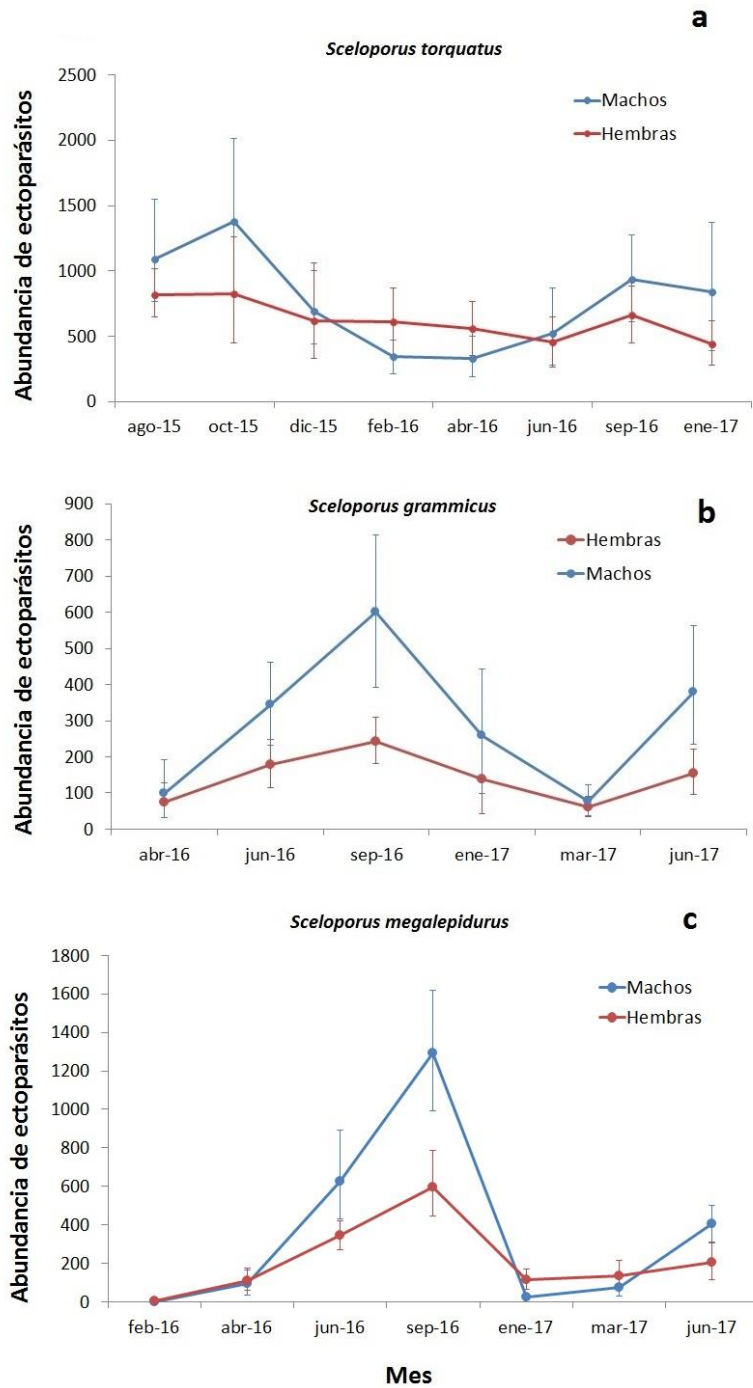 a
Sceloporus torquatus
Abundancia de ectoparásitos
2500
2000
1500
1000
500
0
Machos
Hembras
ago-15 oct-15 dic-15 feb-16 abr-16 jun-16 sep-16 ene-17
b
Sceloporus grammicus
Abundancia de ectoparásitos
900
800
700
600
500
400
300
200
100
0
Hembras
Machos
abr-16 jun-16 sep-16 ene-17 mar-17 jun-17
c
Sceloporus megalepidurus
Abundancia de ectoparásitos
1800
1600
1400
1200
1000
800
600
400
200
0
Machos
Hembras
feb-16 abr-16 jun-16 sep-16 ene-17 mar-17 jun-17
Mes